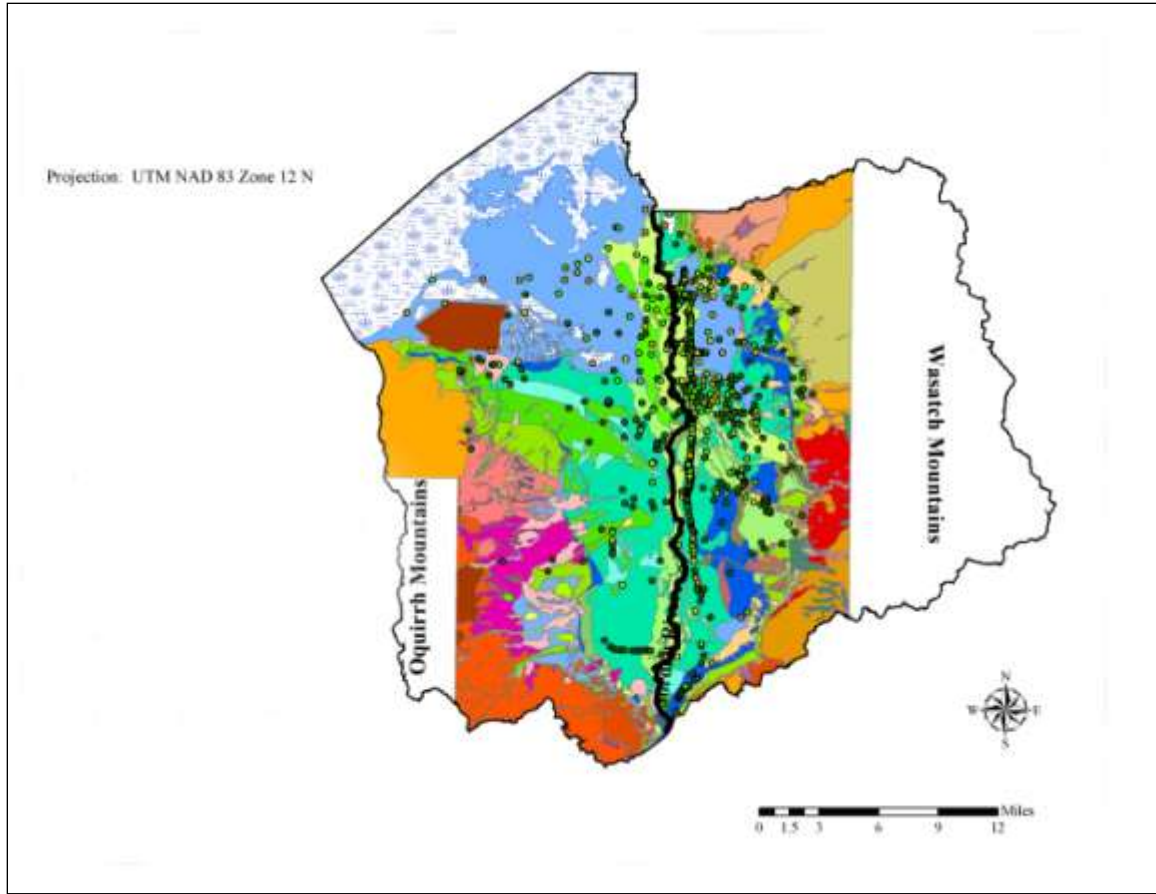 Projection: UTM NAD 83 Zone 12 N
Wasatch Mountains
Oquirrh Mountains
N
W E
S
Miles
0 1.5 3 6 9 12